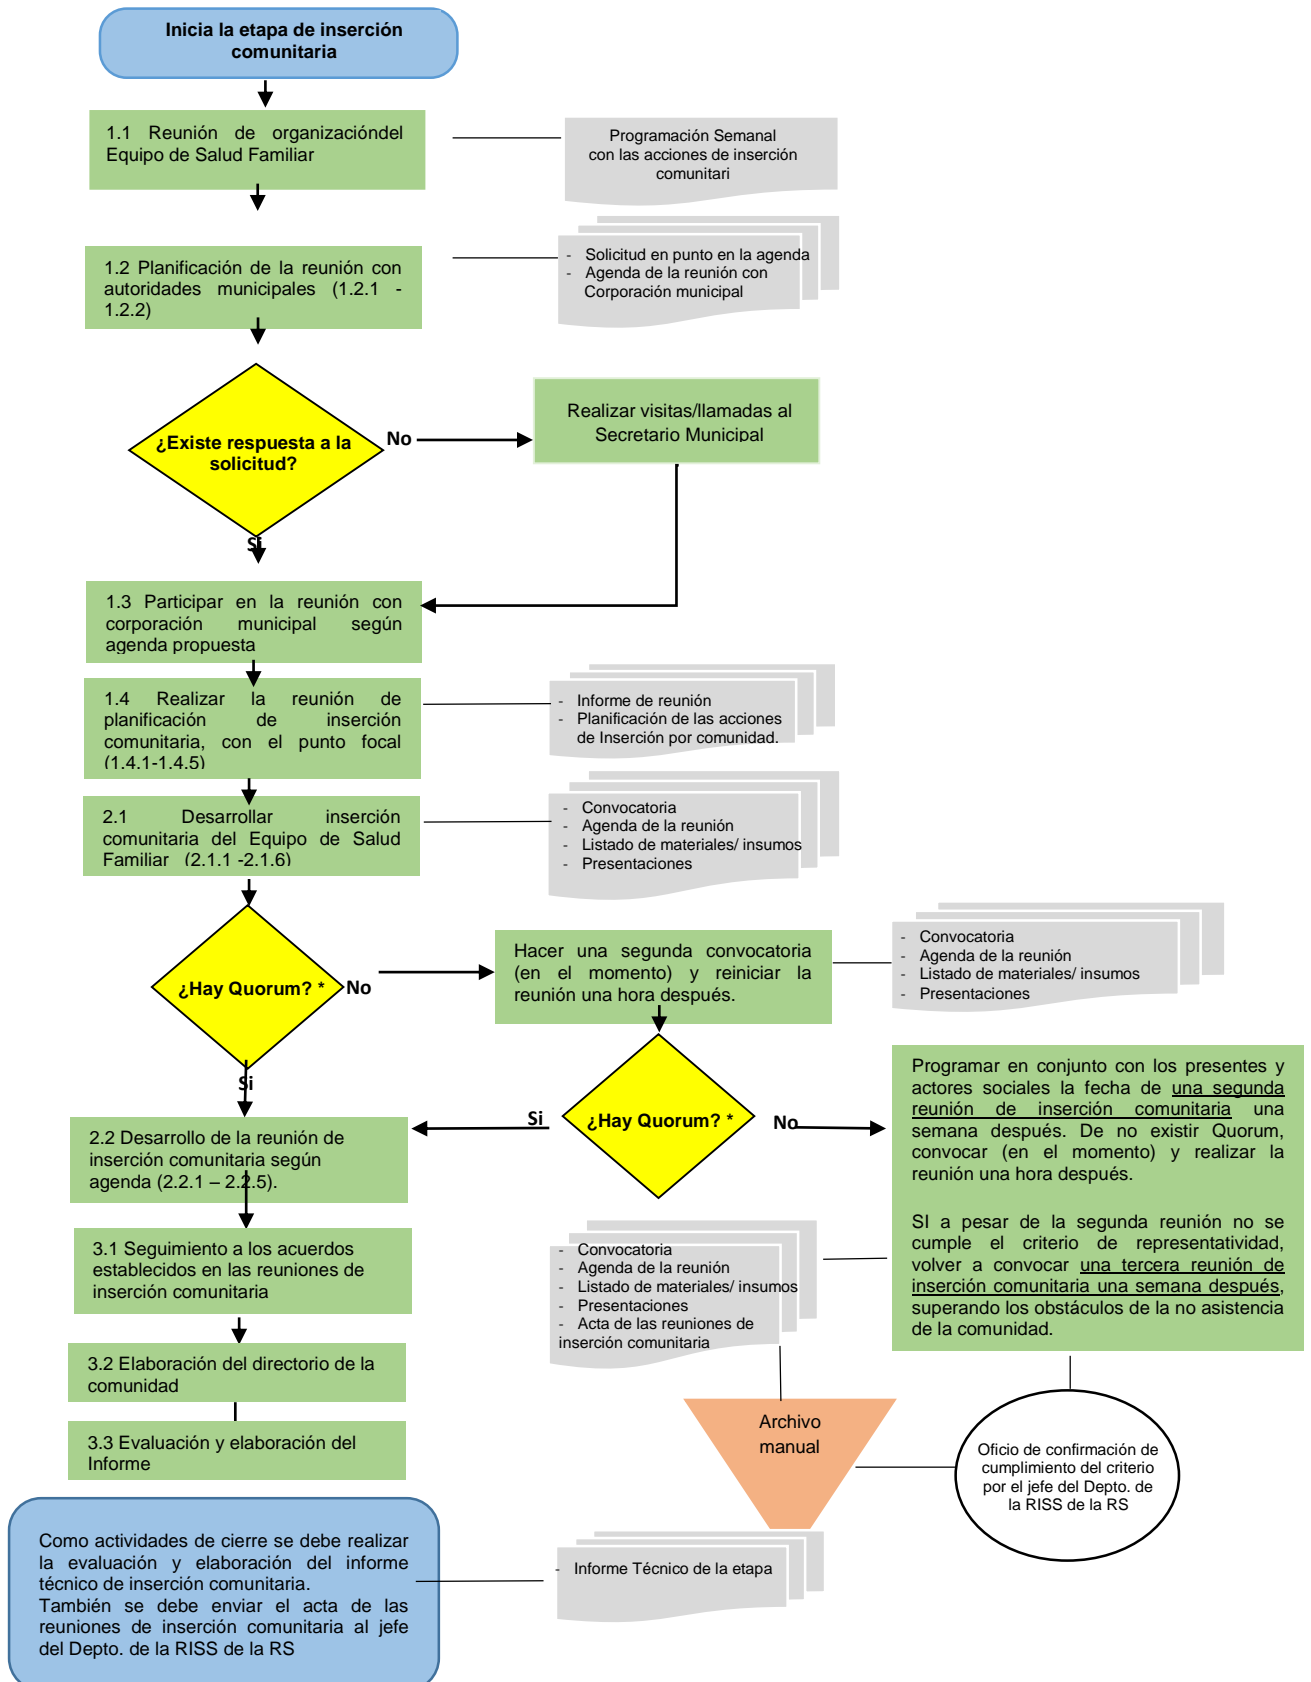 Inicia la etapa de inserción
comunitaria
1.1 Reunión de organizacióndel
Equipo de Salud Familiar
Programación Semanal
con las acciones de inserción
comunitari
1.2 Planificación de la reunión con
autoridades municipales (1.2.1 -
1.2.2)
- Solicitud en punto en la agenda
- Agenda de la reunión con
Corporación municipal
¿Existe respuesta a la
solicitud?
No
Realizar visitas/llamadas al
Secretario Municipal
Si
1.3 Participar en la reunión con
corporación municipal según
agenda propuesta
1.4 Realizar la reunión de
planificación de inserción
comunitaria, con el punto focal
(1.4.1-1.4.5)
- Informe de reunión
- Planificación de las acciones
de Inserción por comunidad.
2.1 Desarrollar inserción
comunitaria del Equipo de Salud
Familiar (2.1.1 -2.1.6)
- Convocatoria
- Agenda de la reunión
- Listado de materiales/ insumos
- Presentaciones
¿Hay Quorum? *
No
Hacer una segunda convocatoria
(en el momento) y reiniciar la
reunión una hora después.
- Convocatoria
- Agenda de la reunión
- Listado de materiales/ insumos
- Presentaciones
Si
¿Hay Quorum? *
Si
No
Programar en conjunto con los presentes y
actores sociales la fecha de una segunda
reunión de inserción comunitaria una
semana después. De no existir Quorum,
convocar (en el momento) y realizar la
reunión una hora después.
SI a pesar de la segunda reunión no se
cumple el criterio de representatividad,
volver a convocar una tercera reunión de
inserción comunitaria una semana después,
superando los obstáculos de la no asistencia
de la comunidad.
2.2 Desarrollo de la reunión de
inserción comunitaria según
agenda (2.2.1 – 2.2.5).
3.1 Seguimiento a los acuerdos
establecidos en las reuniones de
inserción comunitaria
- Convocatoria
- Agenda de la reunión
- Listado de materiales/ insumos
- Presentaciones
- Acta de las reuniones de
inserción comunitaria
3.2 Elaboración del directorio de la
comunidad
3.3 Evaluación y elaboración del
Informe
Archivo
manual
Oficio de confirmación de
cumplimiento del criterio
por el jefe del Depto. de
la RISS de la RS
Como actividades de cierre se debe realizar
la evaluación y elaboración del informe
técnico de inserción comunitaria.
También se debe enviar el acta de las
reuniones de inserción comunitaria al jefe
del Depto. de la RISS de la RS
- Informe Técnico de la etapa